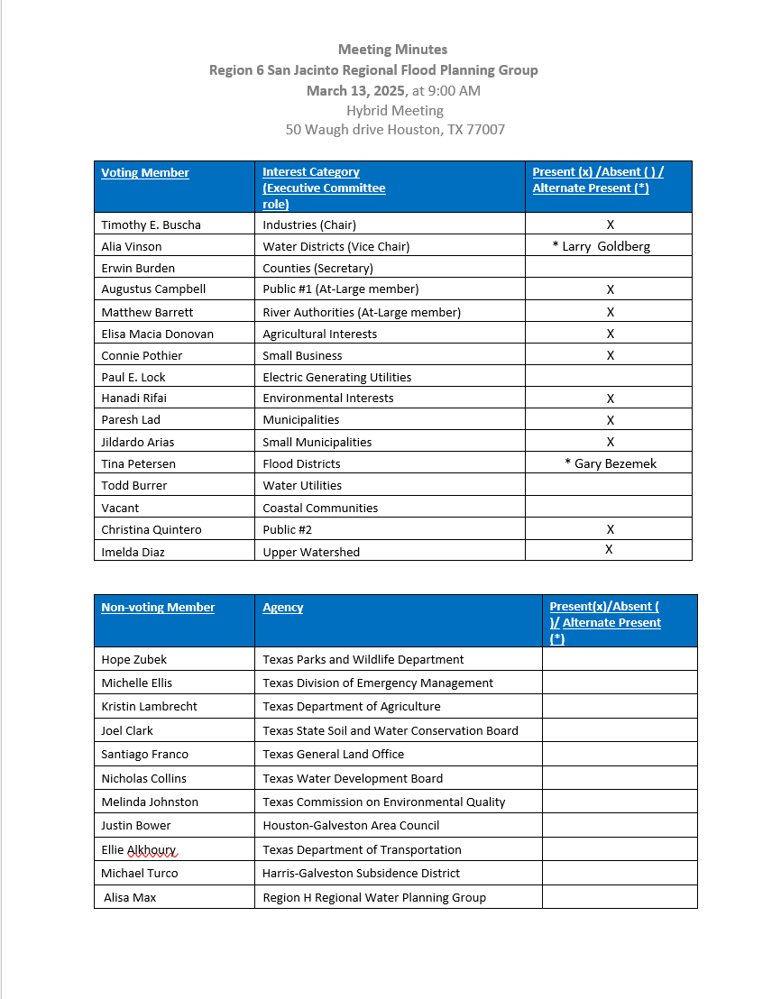 Meeting Minutes
Region 6 San Jacinto Regional Flood Planning Group
March 13, 2025, at 9:00 AM
Hybrid Meeting
50 Waugh drive Houston, TX 77007
Voting Member Interest Category (Executive Committee role) Present (x) /Absent ( ) / Alternate Present (*)
Timothy E. Buscha Industries (Chair) X
Alia Vinson Water Districts (Vice Chair) * Larry Goldberg
Erwin Burden Counties (Secretary)
Augustus Campbell Public #1 (At-Large member) X
Matthew Barrett River Authorities (At-Large member) X
Elisa Macia Donovan Agricultural Interests X
Connie Pothier Small Business X
Paul E. Lock Electric Generating Utilities
Hanadi Rifai Environmental Interests X
Paresh Lad Municipalities X
Jildardo Arias Small Municipalities X
Tina Petersen Flood Districts * Gary Bezemek
Todd Burrer Water Utilities
Vacant Coastal Communities
Christina Quintero Public #2 X
Imelda Diaz Upper Watershed X
Non-voting Member Agency Present(x)/Absent ( )/ Alternate Present (*)
Hope Zubek Texas Parks and Wildlife Department
Michelle Ellis Texas Division of Emergency Management
Kristin Lambrecht Texas Department of Agriculture
Joel Clark Texas State Soil and Water Conservation Board
Santiago Franco Texas General Land Office
Nicholas Collins Texas Water Development Board
Melinda Johnston Texas Commission on Environmental Quality
Justin Bower Houston-Galveston Area Council
Ellie Alkhoury Texas Department of Transportation
Michael Turco Harris-Galveston Subsidence District
Alisa Max Region H Regional Water Planning Group